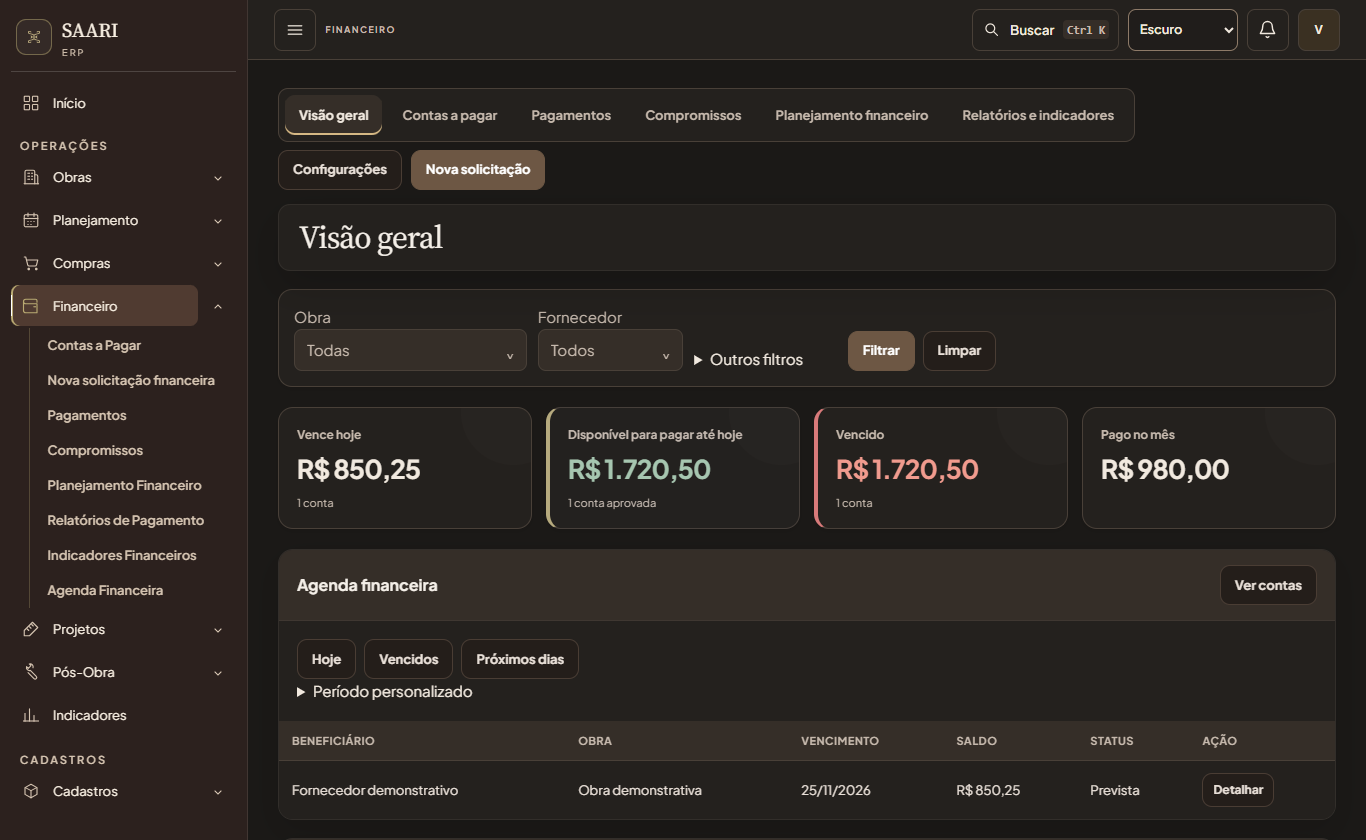 SAARI
ERP
Início
OPERAÇÕES
Obras
Planejamento
Compras
Financeiro
Contas a Pagar
Nova solicitação financeira
Pagamentos
Compromissos
Planejamento Financeiro
Relatórios de Pagamento
Indicadores Financeiros
Agenda Financeira
Projetos
Pós-Obra
Indicadores
CADASTROS
Cadastros
FINANCEIRO
Buscar Ctrl K
Escuro
V
Visão geral Contas a pagar Pagamentos Compromissos Planejamento financeiro Relatórios e indicadores
Configurações Nova solicitação
Visão geral
Obra Fornecedor
Todas Todos Outros filtros Filtrar Limpar
Vence hoje
R$ 850,25
1 conta
Disponível para pagar até hoje
R$ 1.720,50
1 conta aprovada
Vencido
R$ 1.720,50
1 conta
Pago no mês
R$ 980,00
Agenda financeira Ver contas
Hoje Vencidos Próximos dias
Período personalizado
BENEFICIÁRIO OBRA VENCIMENTO SALDO STATUS AÇÃO
Fornecedor demonstrativo Obra demonstrativa 25/11/2026 R$ 850,25 Prevista Detalhar